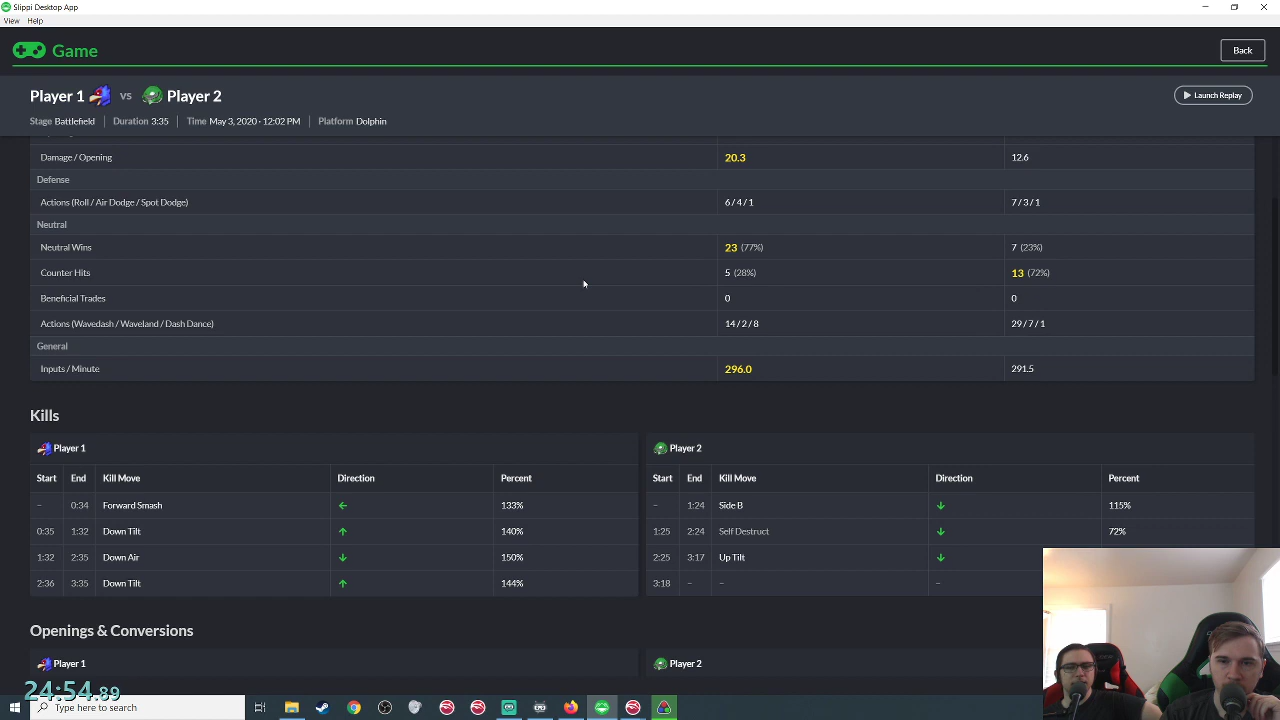 Slippi Desktop App
View Help
Game
Back
Player 1 vs Player 2
Launch Replay
Stage Battlefield Duration 3:35 Time May 3, 2020 · 12:02 PM Platform Dolphin
Damage / Opening 20.3 12.6
Defense
Actions (Roll / Air Dodge / Spot Dodge) 6 / 4 / 1 7 / 3 / 1
Neutral
Neutral Wins 23 (77%) 7 (23%)
Counter Hits 5 (28%) 13 (72%)
Beneficial Trades 0 0
Actions (Wavedash / Waveland / Dash Dance) 14 / 2 / 8 29 / 7 / 1
General
Inputs / Minute 296.0 291.5
Kills
Player 1 Player 2
Start End Kill Move Direction Percent Start End Kill Move Direction Percent
– 0:34 Forward Smash ← 133% – 1:24 Side B ↓ 115%
0:35 1:32 Down Tilt ↑ 140% 1:25 2:24 Self Destruct ↓ 72%
1:32 2:35 Down Air ↓ 150% 2:25 3:17 Up Tilt ↓
2:36 3:35 Down Tilt ↑ 144% 3:18 – – –
Openings & Conversions
Player 1 Player 2
24:54.89
Type here to search